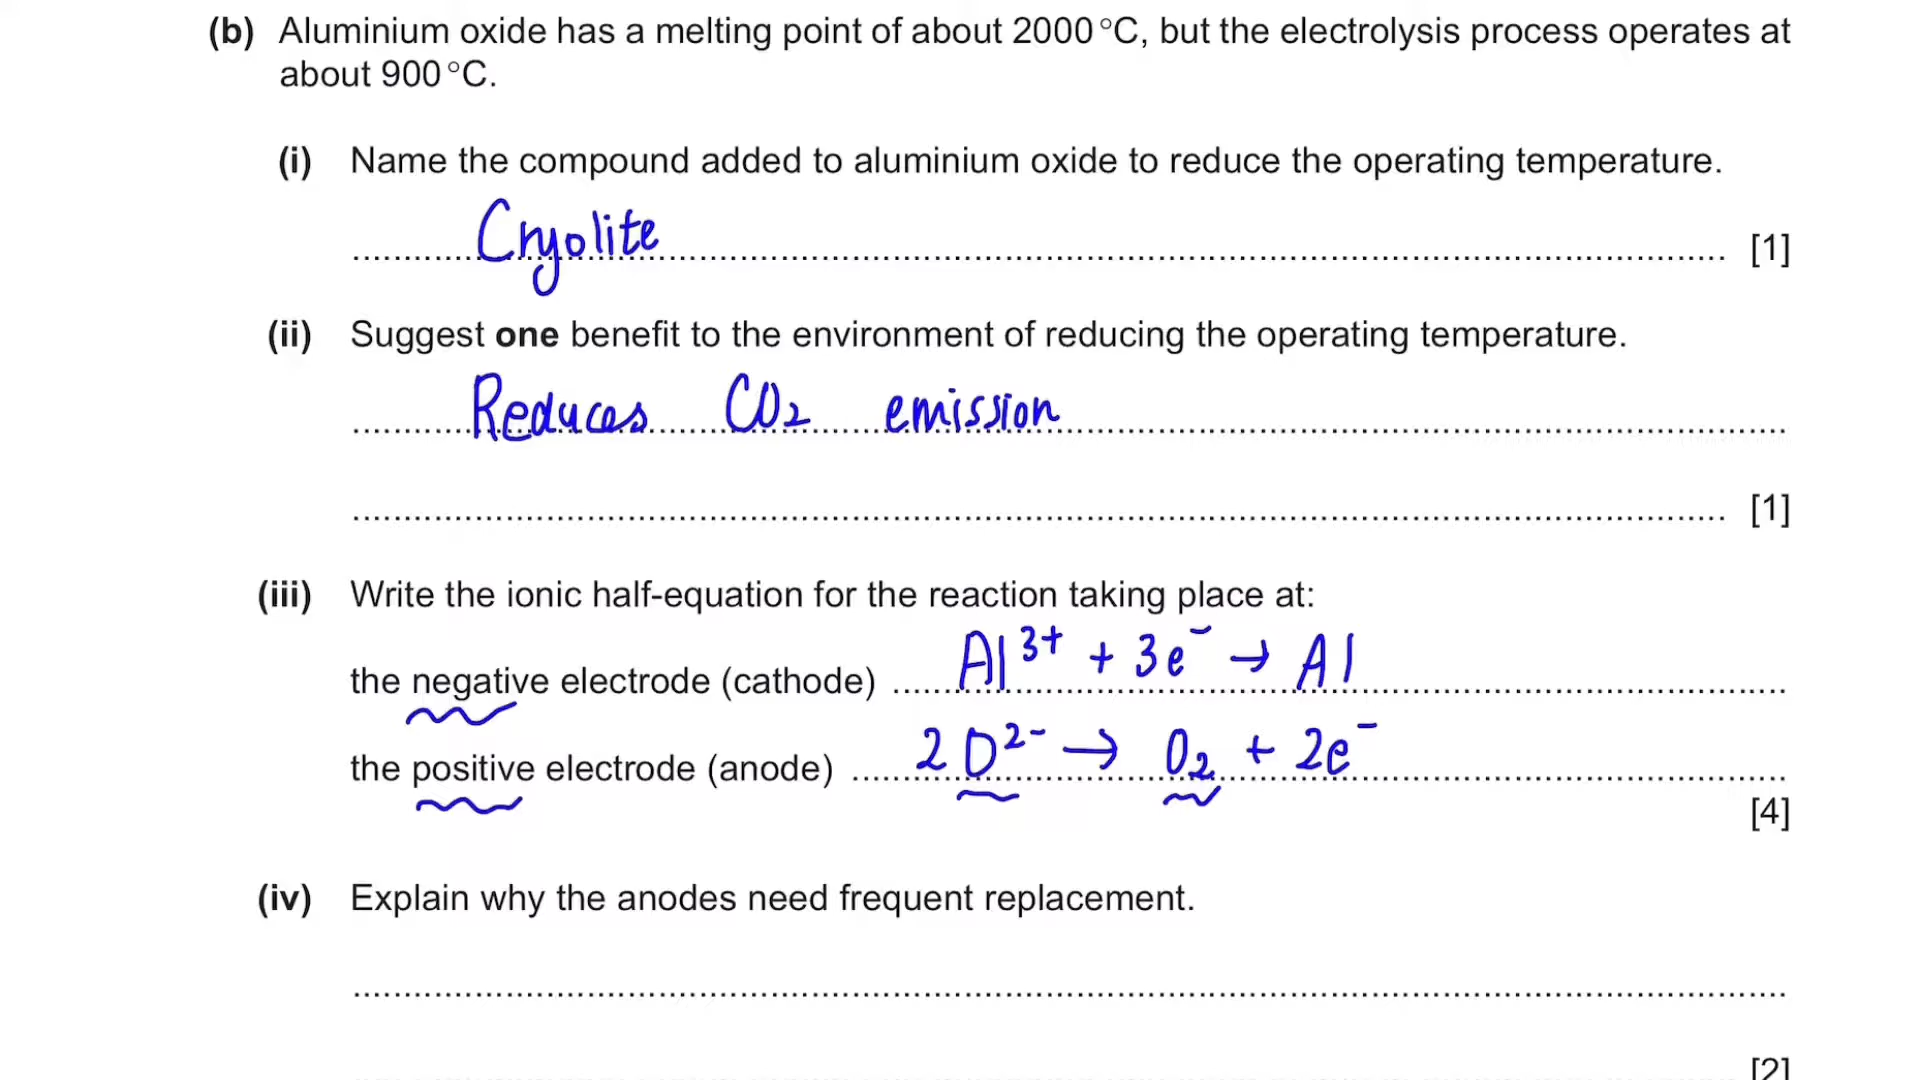 (b) Aluminium oxide has a melting point of about 2000 °C, but the electrolysis process operates at
about 900 °C.
(i) Name the compound added to aluminium oxide to reduce the operating temperature.
Cryolite [1]
(ii) Suggest one benefit to the environment of reducing the operating temperature.
Reduces CO₂ emission
[1]
(iii) Write the ionic half-equation for the reaction taking place at:
the negative electrode (cathode) Al³⁺ + 3e⁻ → Al
the positive electrode (anode) 2O²⁻ → O₂ + 2e⁻
[4]
(iv) Explain why the anodes need frequent replacement.
[2]